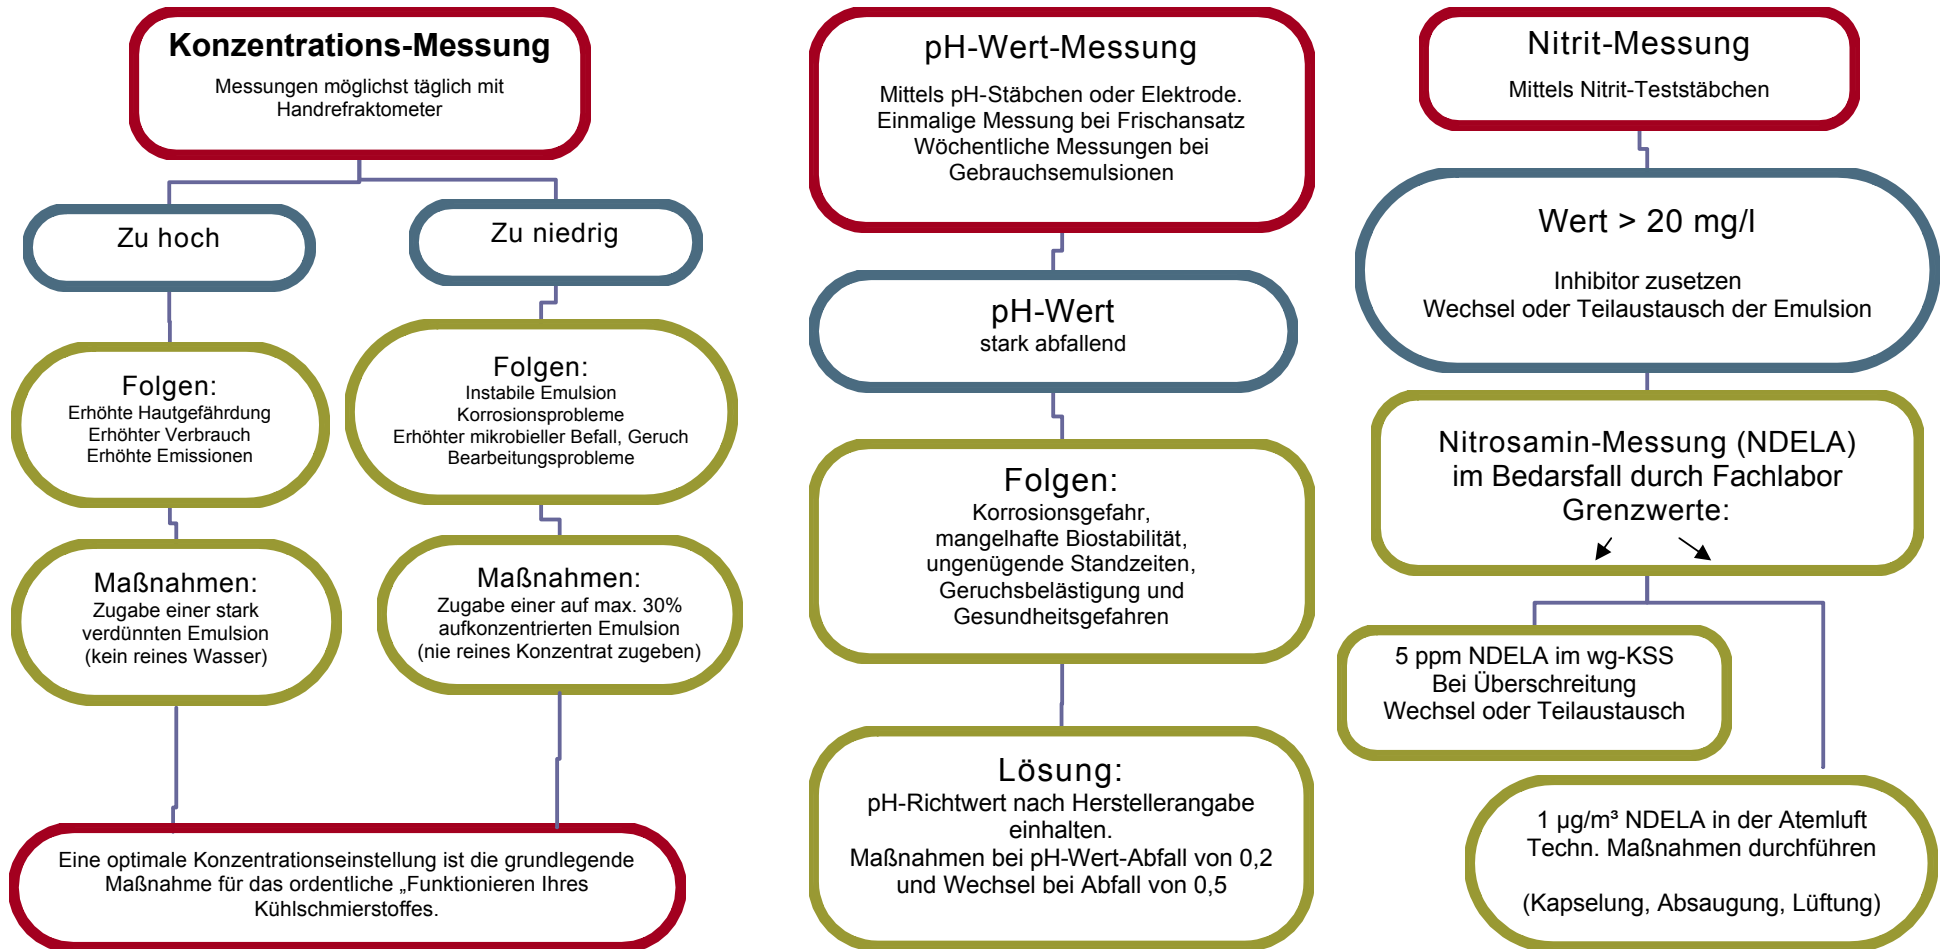 Konzentrations-Messung
Messungen möglichst täglich mit
Handrefraktometer
Zu hoch
Zu niedrig
Folgen:
Erhöhte Hautgefährdung
Erhöhter Verbrauch
Erhöhte Emissionen
Folgen:
Instabile Emulsion
Korrosionsprobleme
Erhöhter mikrobieller Befall, Geruch
Bearbeitungsprobleme
Maßnahmen:
Zugabe einer stark
verdünnten Emulsion
(kein reines Wasser)
Maßnahmen:
Zugabe einer auf max. 30%
aufkonzentrierten Emulsion
(nie reines Konzentrat zugeben)
Eine optimale Konzentrationseinstellung ist die grundlegende
Maßnahme für das ordentliche „Funktionieren Ihres
Kühlschmierstoffes.
pH-Wert-Messung
Mittels pH-Stäbchen oder Elektrode.
Einmalige Messung bei Frischansatz
Wöchentliche Messungen bei
Gebrauchsemulsionen
pH-Wert
stark abfallend
Folgen:
Korrosionsgefahr,
mangelhafte Biostabilität,
ungenügende Standzeiten,
Geruchsbelästigung und
Gesundheitsgefahren
Lösung:
pH-Richtwert nach Herstellerangabe
einhalten.
Maßnahmen bei pH-Wert-Abfall von 0,2
und Wechsel bei Abfall von 0,5
Nitrit-Messung
Mittels Nitrit-Teststäbchen
Wert > 20 mg/l
Inhibitor zusetzen
Wechsel oder Teilaustausch der Emulsion
Nitrosamin-Messung (NDELA)
im Bedarsfall durch Fachlabor
Grenzwerte:
5 ppm NDELA im wg-KSS
Bei Überschreitung
Wechsel oder Teilaustausch
1 µg/m³ NDELA in der Atemluft
Techn. Maßnahmen durchführen
(Kapselung, Absaugung, Lüftung)